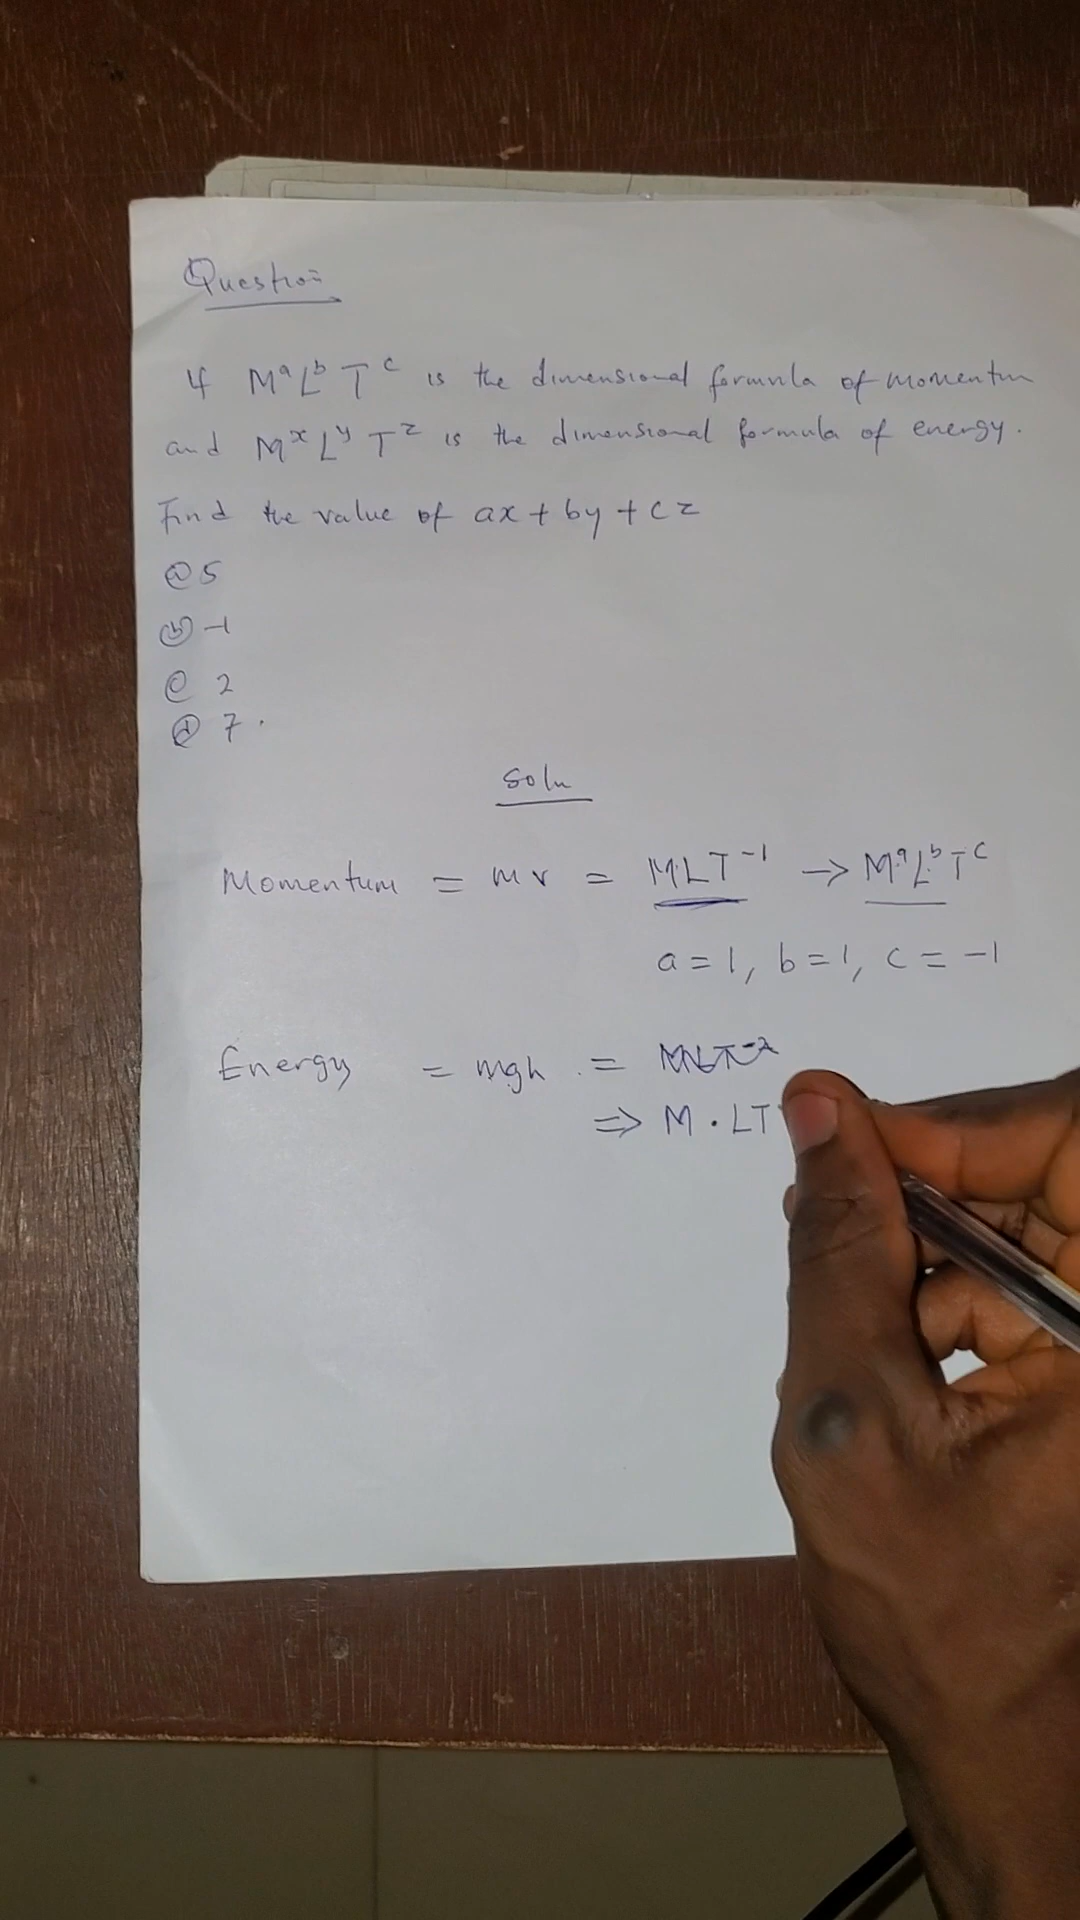 Question
If MᵃLᵇTᶜ is the dimensional formula of momentum
and MˣLʸTᶻ is the dimensional formula of energy.
Find the value of ax + by + cz
ⓐ 5
ⓑ -1
ⓒ 2
ⓓ 7.
Soln
Momentum = mv = MLT⁻¹ → MᵃLᵇTᶜ
a = 1, b = 1, c = -1
Energy = mgh =
⇒ M · LT